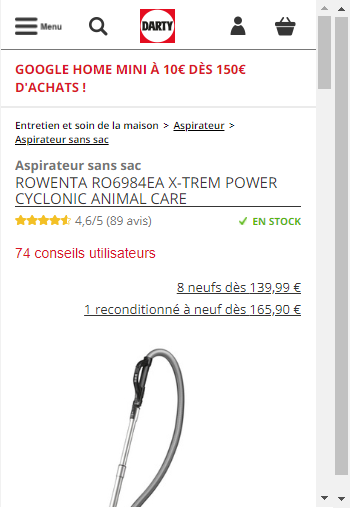 Menu
DARTY
GOOGLE HOME MINI À 10€ DÈS 150€
D'ACHATS !
Entretien et soin de la maison > Aspirateur >
Aspirateur sans sac
Aspirateur sans sac
ROWENTA RO6984EA X-TREM POWER
CYCLONIC ANIMAL CARE
4,6/5 (89 avis) EN STOCK
74 conseils utilisateurs
8 neufs dès 139,99 €
1 reconditionné à neuf dès 165,90 €